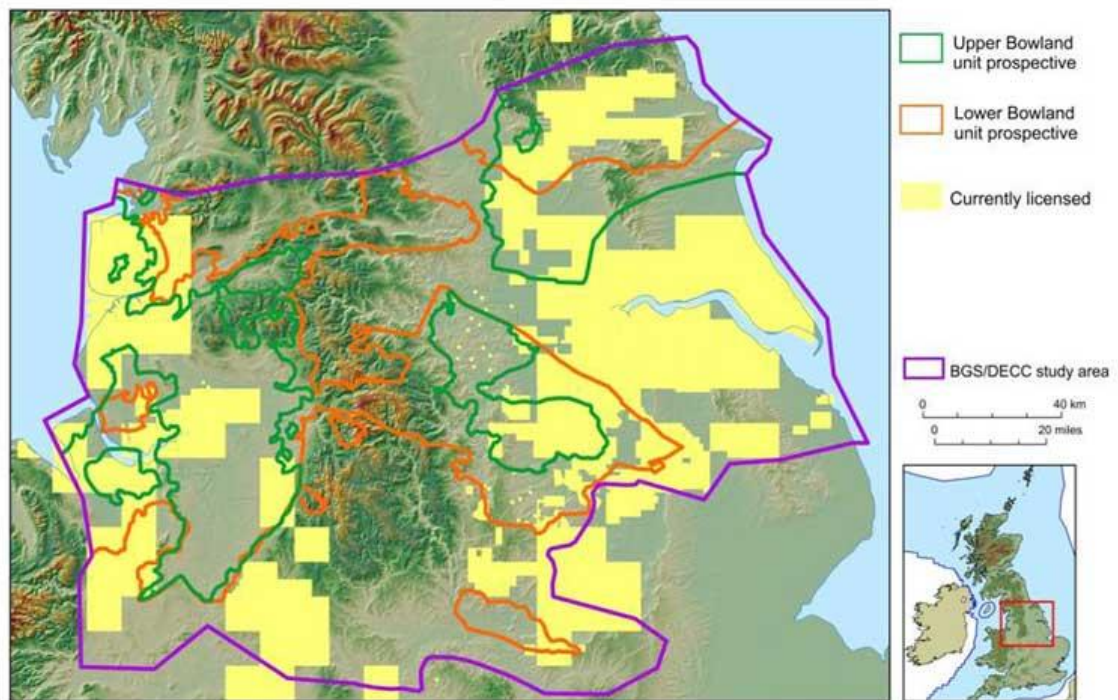 Upper Bowland
unit prospective
Lower Bowland
unit prospective
Currently licensed
BGS/DECC study area
0 40 km
0 20 miles